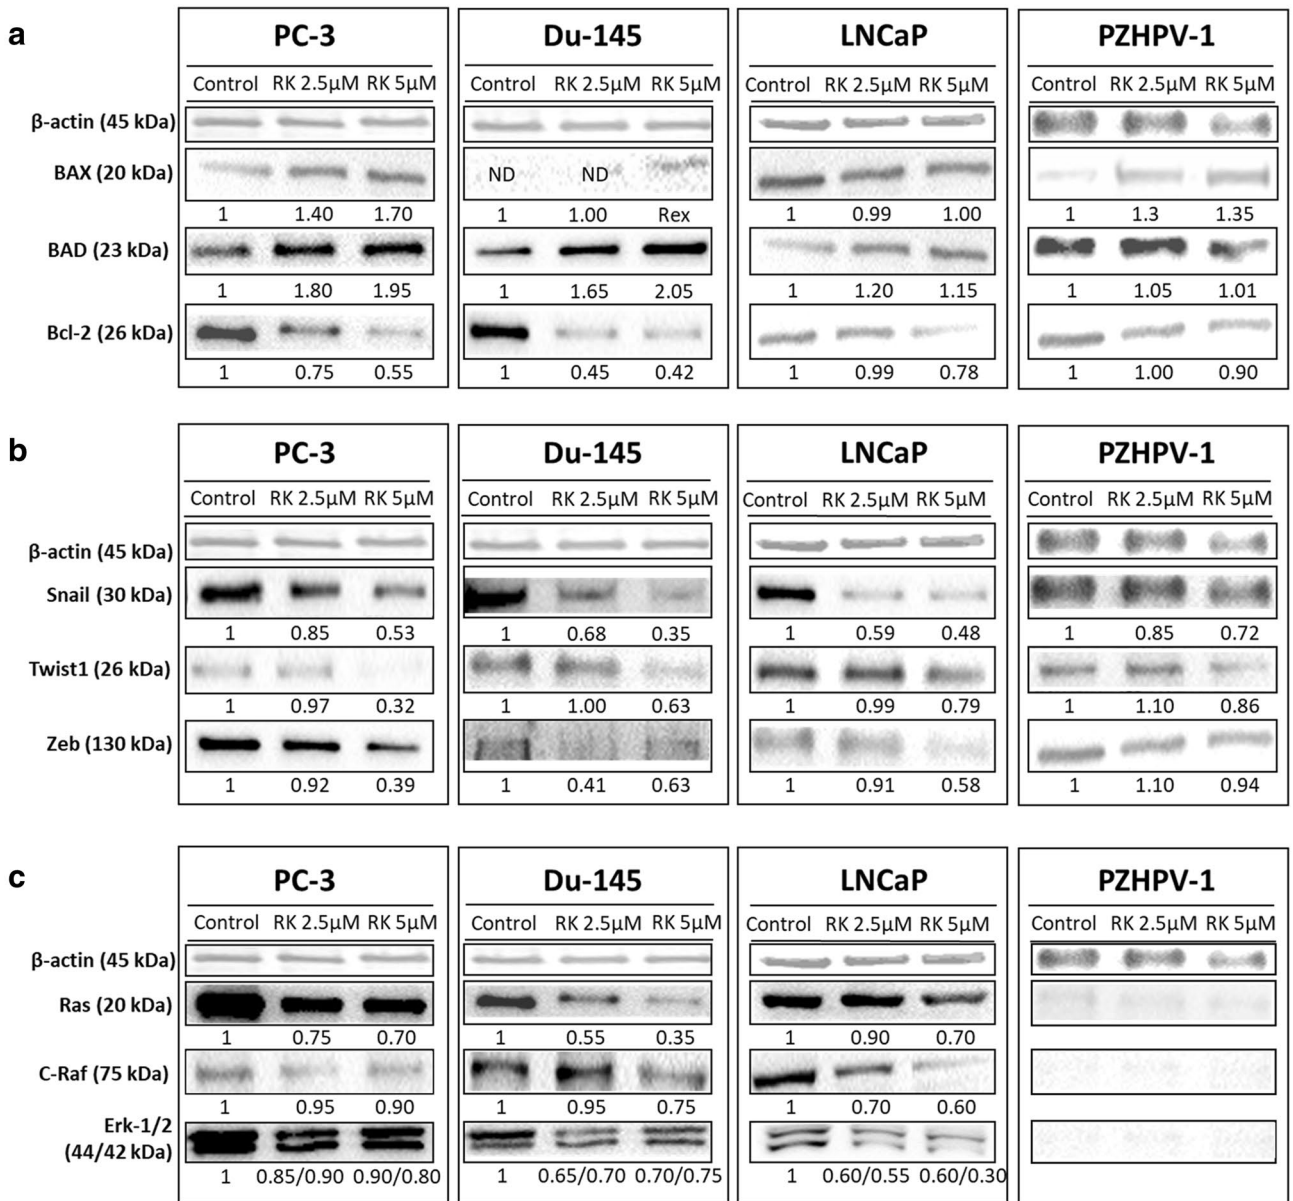 a
PC-3 Du-145 LNCaP PZHPV-1
Control RK 2.5µM RK 5µM Control RK 2.5µM RK 5µM Control RK 2.5µM RK 5µM Control RK 2.5µM RK 5µM
β-actin (45 kDa)
BAX (20 kDa) ND ND
1 1.40 1.70 1 1.00 Rex 1 0.99 1.00 1 1.3 1.35
BAD (23 kDa)
1 1.80 1.95 1 1.65 2.05 1 1.20 1.15 1 1.05 1.01
Bcl-2 (26 kDa)
1 0.75 0.55 1 0.45 0.42 1 0.99 0.78 1 1.00 0.90
b
PC-3 Du-145 LNCaP PZHPV-1
Control RK 2.5µM RK 5µM Control RK 2.5µM RK 5µM Control RK 2.5µM RK 5µM Control RK 2.5µM RK 5µM
β-actin (45 kDa)
Snail (30 kDa)
1 0.85 0.53 1 0.68 0.35 1 0.59 0.48 1 0.85 0.72
Twist1 (26 kDa)
1 0.97 0.32 1 1.00 0.63 1 0.99 0.79 1 1.10 0.86
Zeb (130 kDa)
1 0.92 0.39 1 0.41 0.63 1 0.91 0.58 1 1.10 0.94
c
PC-3 Du-145 LNCaP PZHPV-1
Control RK 2.5µM RK 5µM Control RK 2.5µM RK 5µM Control RK 2.5µM RK 5µM Control RK 2.5µM RK 5µM
β-actin (45 kDa)
Ras (20 kDa)
1 0.75 0.70 1 0.55 0.35 1 0.90 0.70
C-Raf (75 kDa)
1 0.95 0.90 1 0.95 0.75 1 0.70 0.60
Erk-1/2
(44/42 kDa)
1 0.85/0.90 0.90/0.80 1 0.65/0.70 0.70/0.75 1 0.60/0.55 0.60/0.30